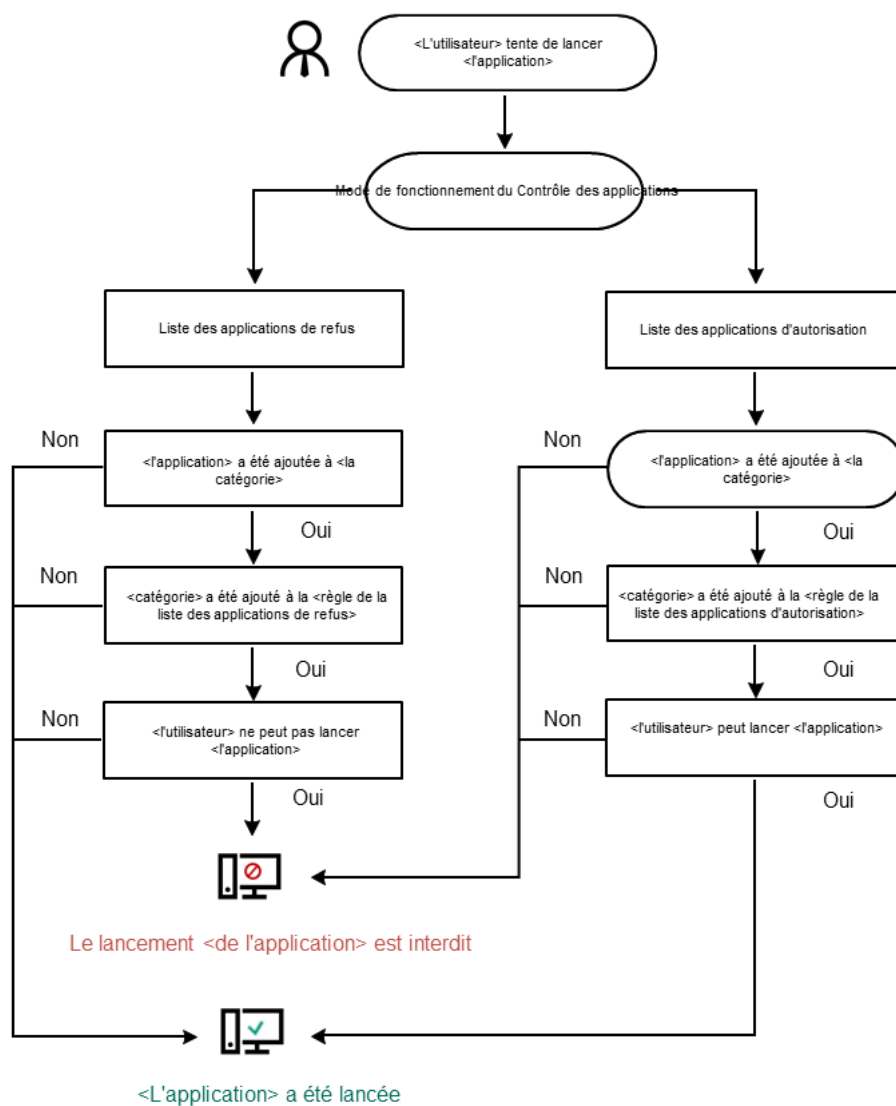 <L'utilisateur> tente de lancer
<l'application>
Mode de fonctionnement du Contrôle des applications
Liste des applications de refus
Liste des applications d'autorisation
Non
<l'application> a été ajoutée à <la
catégorie>
Non
<l'application> a été ajoutée à <la
catégorie>
Oui
Oui
Non
<catégorie> a été ajouté à la <règle de la
liste des applications de refus>
Non
<catégorie> a été ajouté à la <règle de la
liste des applications d'autorisation>
Oui
Oui
Non
<l'utilisateur> ne peut pas lancer
<l'application>
Non
<l'utilisateur> peut lancer <l'application>
Oui
Oui
Le lancement <de l'application> est interdit
<L'application> a été lancée